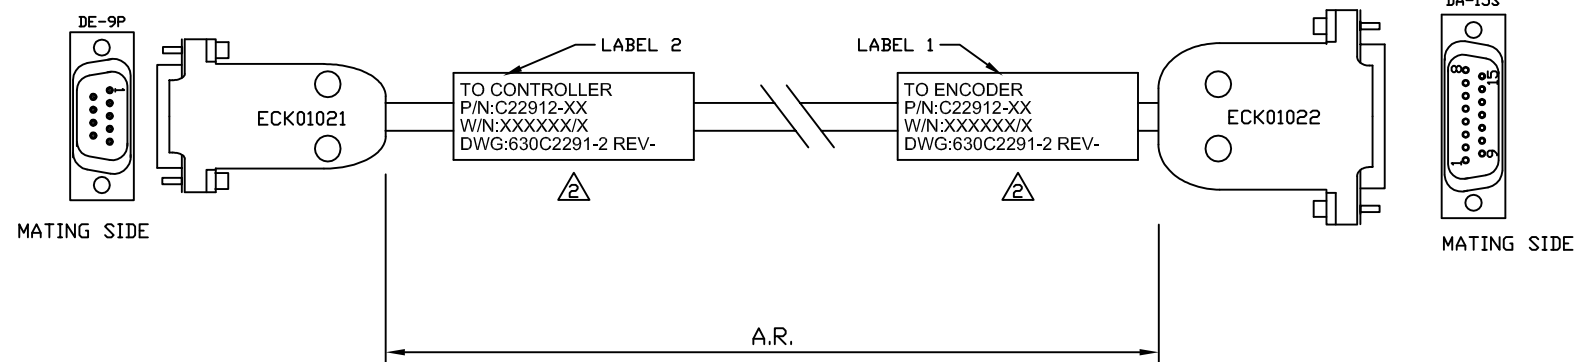 DE-9P
DA-15S
LABEL 2
LABEL 1
1
8
15
TO CONTROLLER
P/N:C22912-XX
W/N:XXXXXX/X
DWG:630C2291-2 REV-
TO ENCODER
P/N:C22912-XX
W/N:XXXXXX/X
DWG:630C2291-2 REV-
ECK01021
ECK01022
1
9
2
2
MATING SIDE
MATING SIDE
A.R.